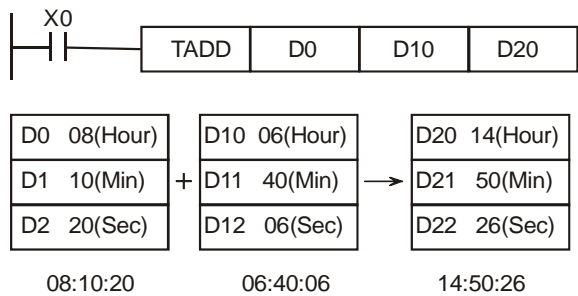 X0
TADD D0 D10 D20
D0 08(Hour) D10 06(Hour) D20 14(Hour)
D1 10(Min) + D11 40(Min) → D21 50(Min)
D2 20(Sec) D12 06(Sec) D22 26(Sec)
08:10:20 06:40:06 14:50:26